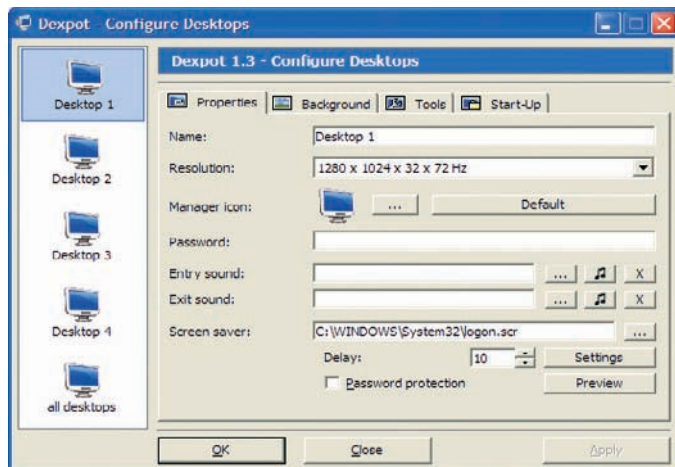 Dexpot - Configure Desktops
Dexpot 1.3 - Configure Desktops
Desktop 1
Desktop 2
Desktop 3
Desktop 4
all desktops
Properties Background Tools Start-Up
Name: Desktop 1
Resolution: 1280 x 1024 x 32 x 72 Hz
Manager icon: ... Default
Password:
Entry sound: ... X
Exit sound: ... X
Screen saver: C:\WINDOWS\System32\logon.scr ...
Delay: 10 Settings
Password protection Preview
OK Close Apply